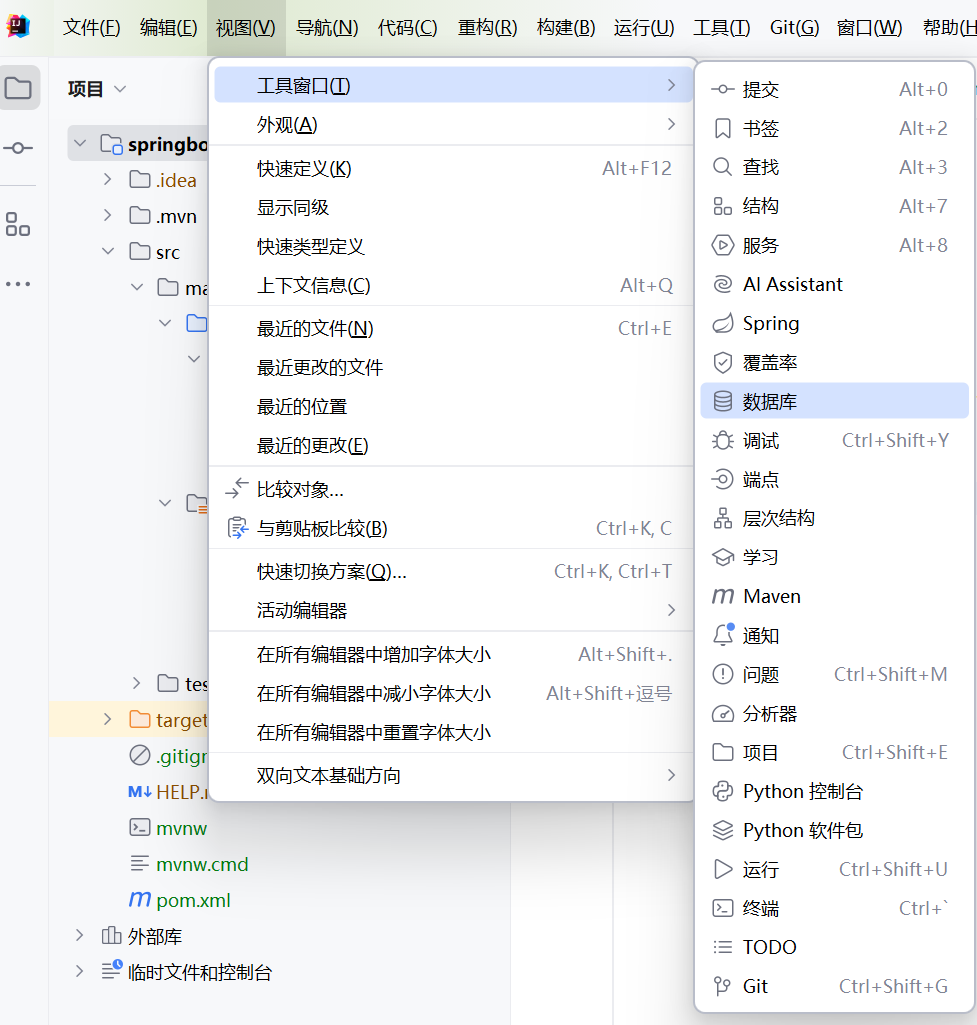 文件(F) 编辑(E) 视图(V) 导航(N) 代码(C) 重构(R) 构建(B) 运行(U) 工具(T) Git(G) 窗口(W) 帮助(H
项目
springbo
.idea
.mvn
src
ma
tes
target
.gitigr
M↓ HELP.
mvnw
mvnw.cmd
pom.xml
外部库
临时文件和控制台
工具窗口(T)
外观(A)
快速定义(K) Alt+F12
显示同级
快速类型定义
上下文信息(C) Alt+Q
最近的文件(N) Ctrl+E
最近更改的文件
最近的位置
最近的更改(E)
比较对象...
与剪贴板比较(B) Ctrl+K, C
快速切换方案(Q)... Ctrl+K, Ctrl+T
活动编辑器
在所有编辑器中增加字体大小 Alt+Shift+.
在所有编辑器中减小字体大小 Alt+Shift+逗号
在所有编辑器中重置字体大小
双向文本基础方向
提交 Alt+0
书签 Alt+2
查找 Alt+3
结构 Alt+7
服务 Alt+8
AI Assistant
Spring
覆盖率
数据库
调试 Ctrl+Shift+Y
端点
层次结构
学习
Maven
通知
问题 Ctrl+Shift+M
分析器
项目 Ctrl+Shift+E
Python 控制台
Python 软件包
运行 Ctrl+Shift+U
终端 Ctrl+`
TODO
Git Ctrl+Shift+G